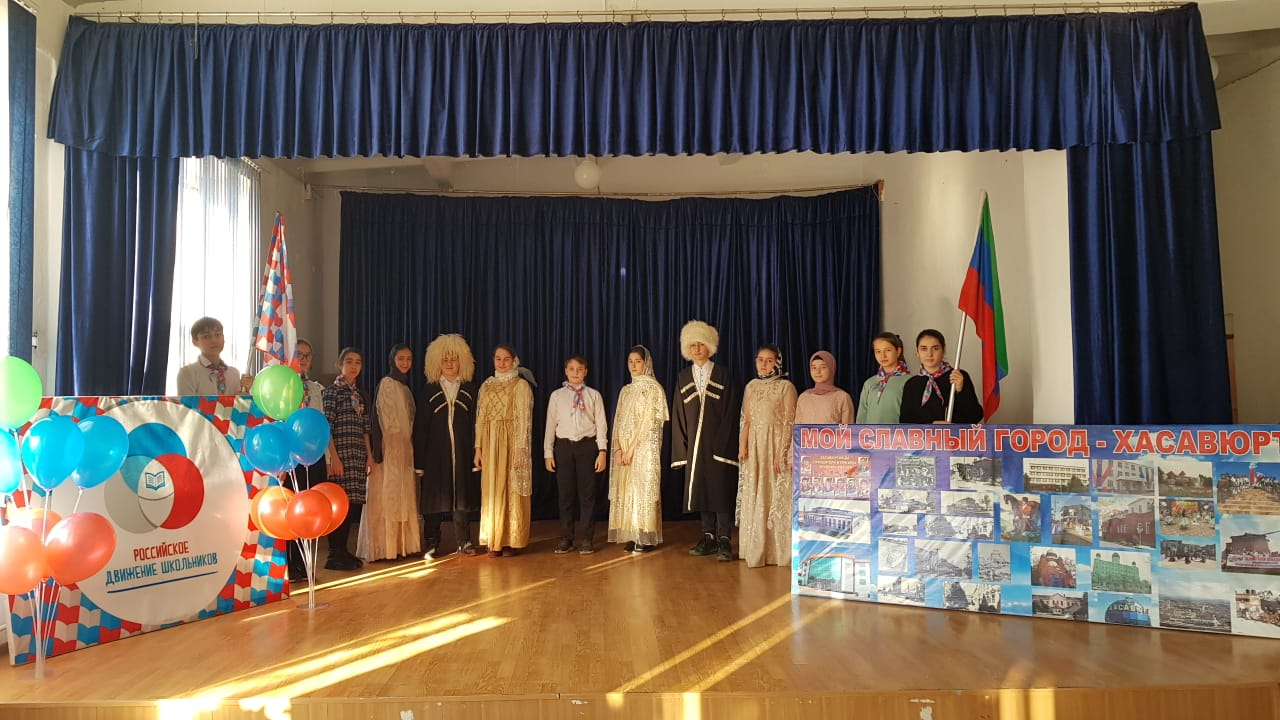 РОССИЙСКОЕ
ДВИЖЕНИЕ ШКОЛЬНИКОВ
МОЙ СЛАВНЫЙ ГОРОД - ХАСАВЮРТ